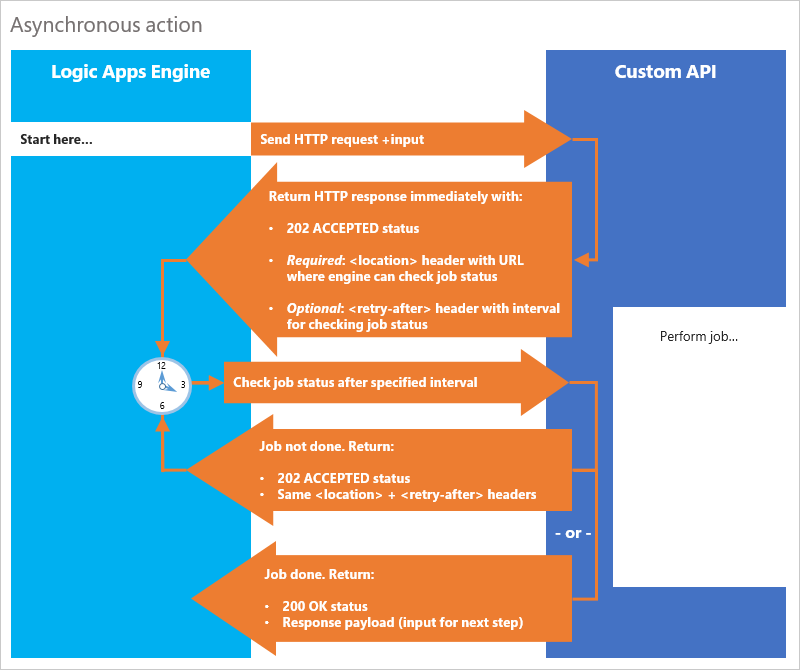 Asynchronous action
Logic Apps Engine
Custom API
Start here...
Send HTTP request +input
Return HTTP response immediately with:
• 202 ACCEPTED status
• Required: <location> header with URL
where engine can check job status
• Optional: <retry-after> header with interval
for checking job status
Perform job...
12
9 3
6
Check job status after specified interval
Job not done. Return:
• 202 ACCEPTED status
• Same <location> + <retry-after> headers
- or -
Job done. Return:
• 200 OK status
• Response payload (input for next step)